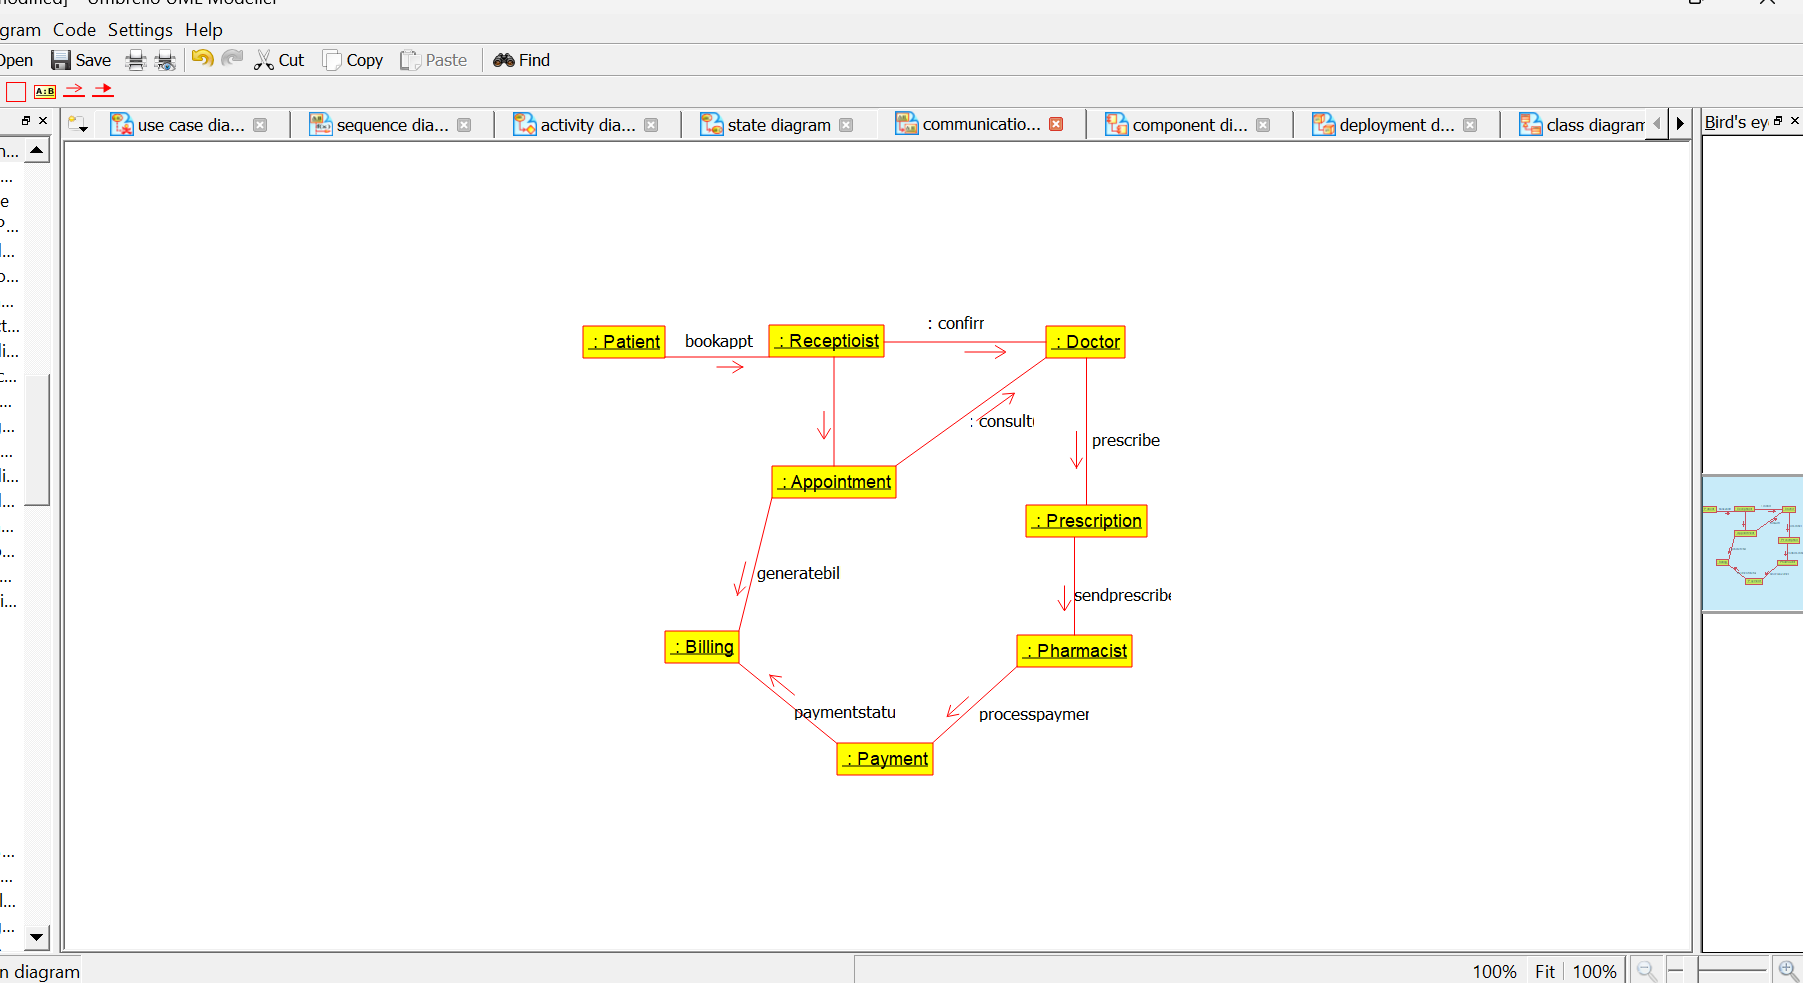 gram Code Settings Help
Open Save Cut Copy Paste Find
A:B
use case dia... sequence dia... activity dia... state diagram communicatio... component di... deployment d... class diagram
Bird's ey
: Patient
bookappt
: Receptioist
: confirr
: Doctor
: consult
prescribe
: Appointment
: Prescription
generatebil
sendprescribe
: Billing
: Pharmacist
paymentstatu
processpaymer
: Payment
n diagram
100% Fit 100%